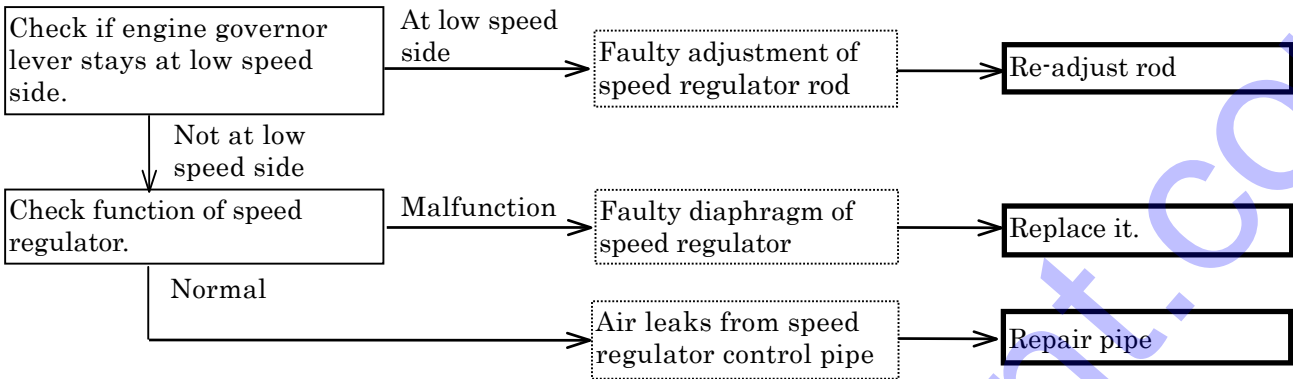 Check if engine governor
lever stays at low speed
side.
At low speed
side
Faulty adjustment of
speed regulator rod
Re-adjust rod
Not at low
speed side
Check function of speed
regulator.
Malfunction
Faulty diaphragm of
speed regulator
Replace it.
Normal
Air leaks from speed
regulator control pipe
Repair pipe